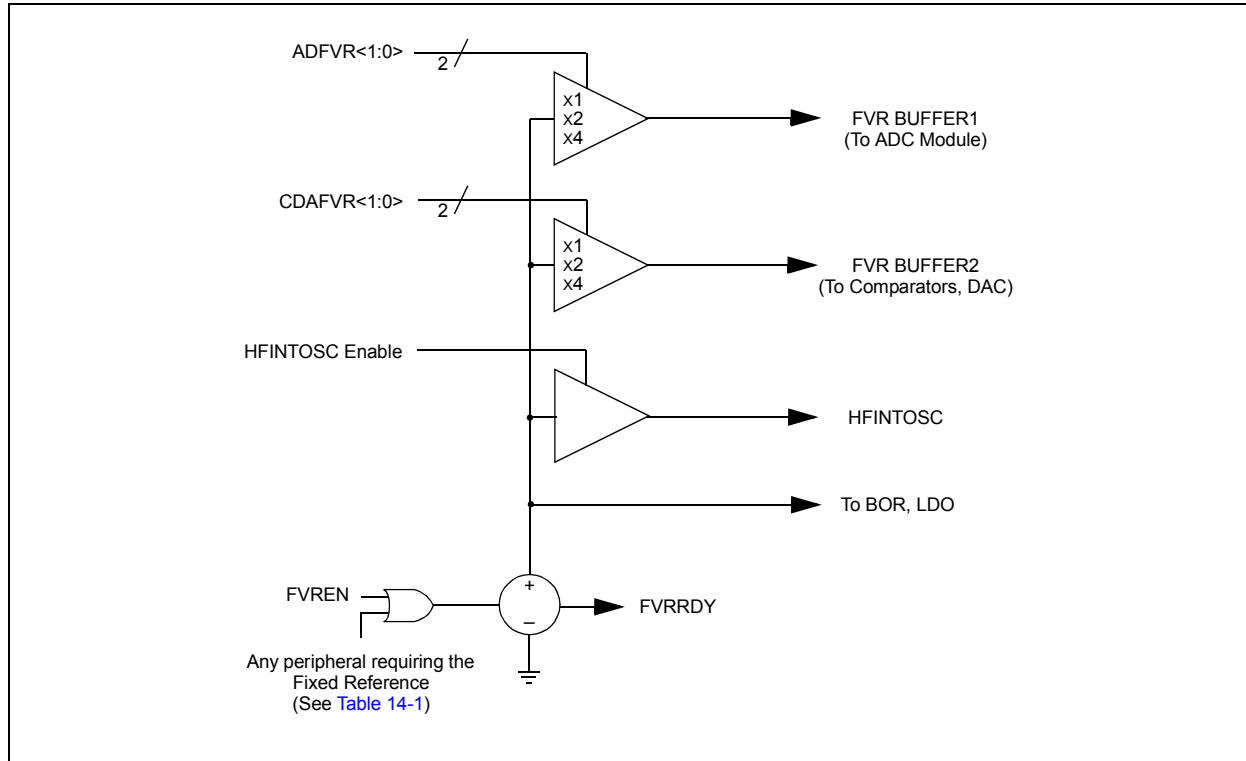 ADFVR<1:0>
2
x1
x2
x4
FVR BUFFER1
(To ADC Module)
CDAFVR<1:0>
2
x1
x2
x4
FVR BUFFER2
(To Comparators, DAC)
HFINTOSC Enable
HFINTOSC
To BOR, LDO
FVREN
+
_
FVRRDY
Any peripheral requiring the
Fixed Reference
(See Table 14-1)